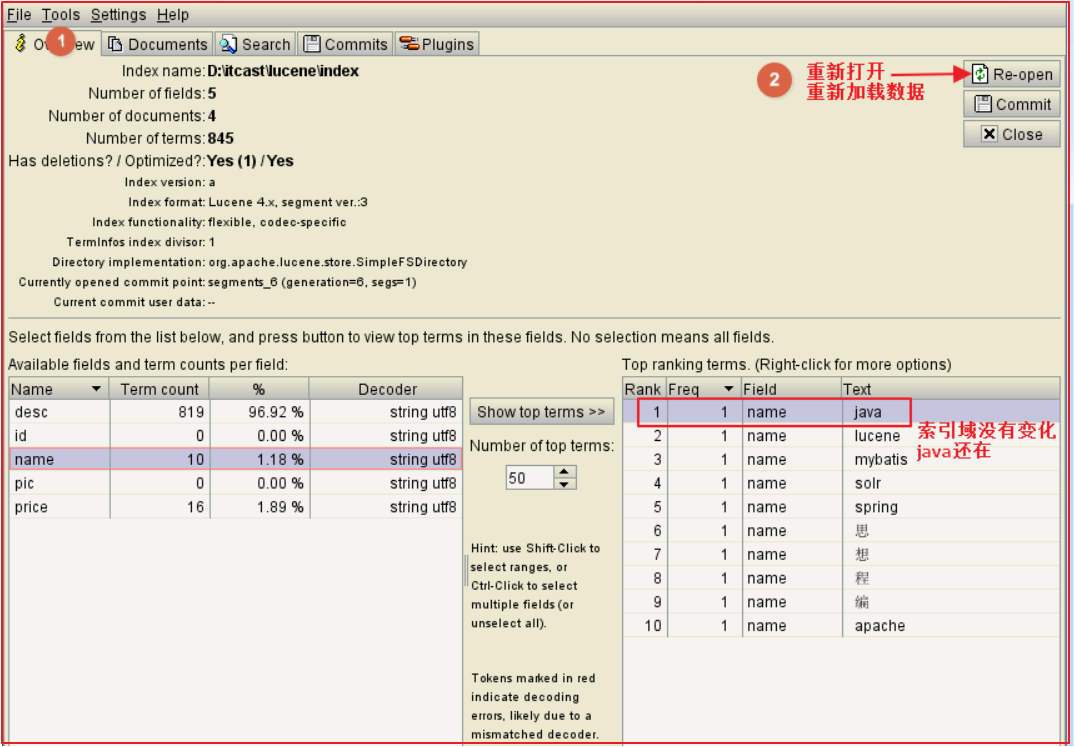 File Tools Settings Help
1
Documents Search Commits Plugins
Index name: D:\itcast\lucene\index
Number of fields: 5
Number of documents: 4
Number of terms: 845
Has deletions? / Optimized?: Yes (1) / Yes
Index version: a
Index format: Lucene 4.x, segment ver.:3
Index functionality: flexible, codec-specific
TermInfos index divisor: 1
Directory implementation: org.apache.lucene.store.SimpleFSDirectory
Currently opened commit point: segments_6 (generation=6, segs=1)
Current commit user data: --
2
重新打开
重新加载数据
Re-open
Commit
Close
Select fields from the list below, and press button to view top terms in these fields. No selection means all fields.
Available fields and term counts per field:
Name Term count % Decoder
desc 819 96.92 % string utf8
id 0 0.00 % string utf8
name 10 1.18 % string utf8
pic 0 0.00 % string utf8
price 16 1.89 % string utf8
Show top terms >>
Number of top terms:
50
Hint: use Shift-Click to
select ranges, or
Ctrl-Click to select
multiple fields (or
unselect all).
Tokens marked in red
indicate decoding
errors, likely due to a
mismatched decoder.
Top ranking terms. (Right-click for more options)
Rank Freq Field Text
1 1 name java
2 1 name lucene
3 1 name mybatis
4 1 name solr
5 1 name spring
6 1 name 思
7 1 name 想
8 1 name 程
9 1 name 编
10 1 name apache
索引域没有变化
java还在